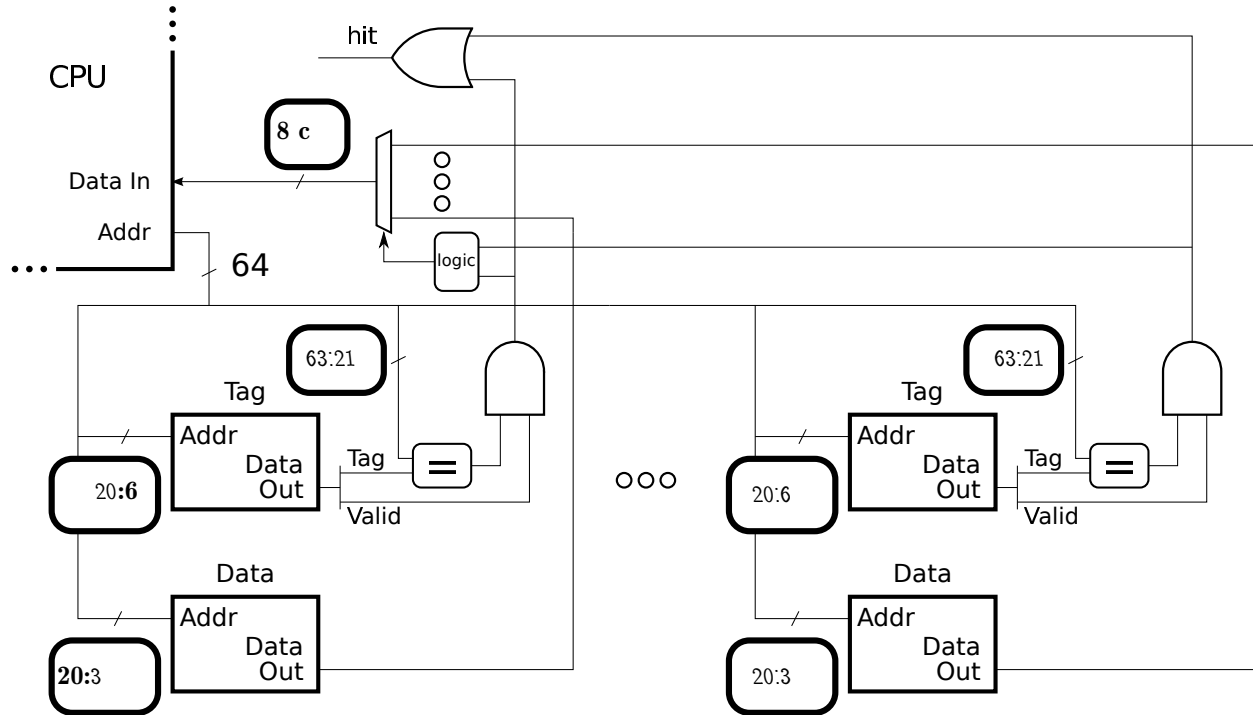 hit
CPU
8 c
Data In
Addr
logic
64
63:21
63:21
Tag
Tag
Addr
Data
Out
Tag
Valid
=
20:6
Addr
Data
Out
Tag
Valid
=
20:6
Data
Data
Addr
Data
Out
20:3
Addr
Data
Out
20:3